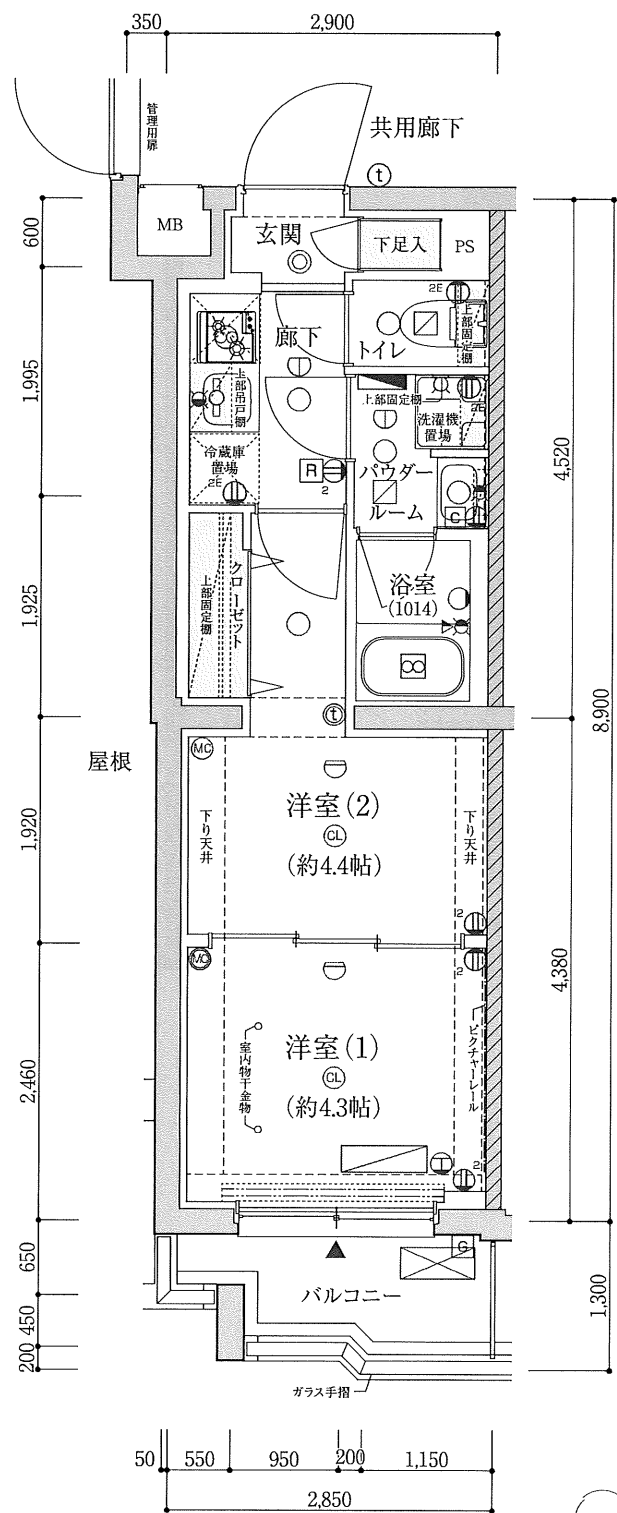 350
2,900
管理用扉
共用廊下
t
MB
玄関
下足入
PS
600
廊下
トイレ
2E
上部固定棚
1,995
上部吊戸棚
上部固定棚
洗濯機
置場
2E
冷蔵庫
置場
2E
R
2
パウダー
ルーム
C
4,520
クローゼット
上部固定棚
1,925
浴室
(1014)
t
屋根
MC
洋室(2)
CL
(約4.4帖)
下り天井
下り天井
1,920
8,900
2
MC
2
洋室(1)
CL
(約4.3帖)
室内物干金物
ピクチャーレール
2,460
4,380
2
G
バルコニー
650
450
200
1,300
ガラス手摺
50
550
950
200
1,150
2,850